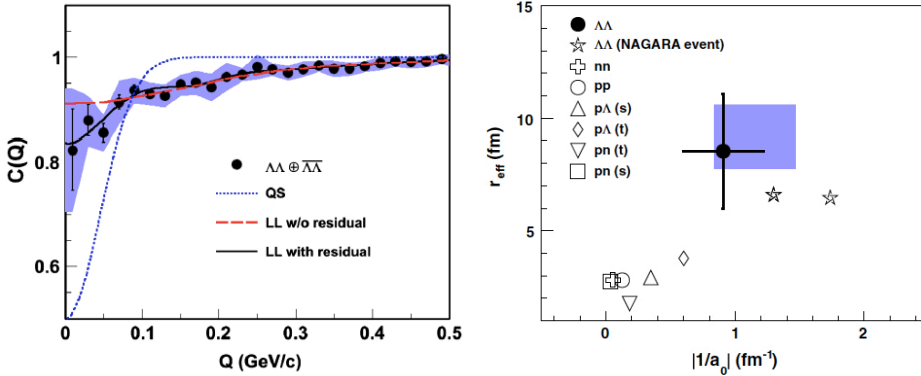 C(Q)
1
0.8
0.6
ΛΛ ⊕ Λ̅Λ̅
QS
LL w/o residual
LL with residual
0
0.1
0.2
0.3
0.4
0.5
Q (GeV/c)
r_eff (fm)
15
10
5
ΛΛ
ΛΛ (NAGARA event)
nn
pp
pΛ (s)
pΛ (t)
pn (t)
pn (s)
0
1
2
|1/a₀| (fm⁻¹)